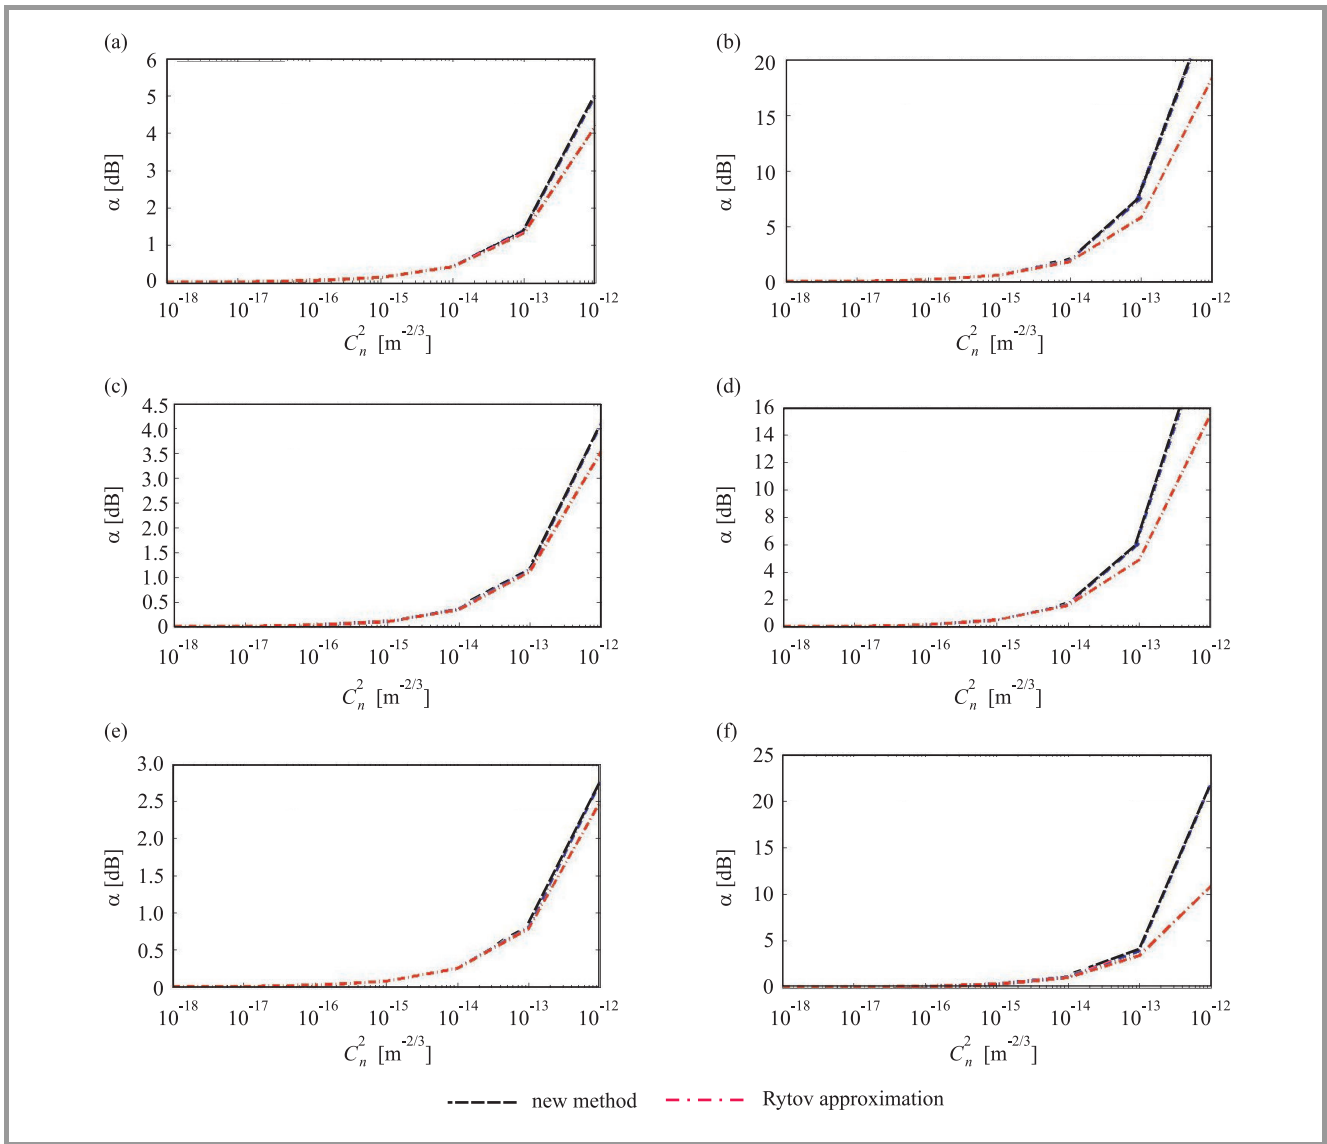 (a)
6
5
4
3
2
1
0
α [dB]
10^-18 10^-17 10^-16 10^-15 10^-14 10^-13 10^-12
C_n^2 [m^-2/3]
(b)
20
15
10
5
0
α [dB]
10^-18 10^-17 10^-16 10^-15 10^-14 10^-13 10^-12
C_n^2 [m^-2/3]
(c)
4.5
4.0
3.5
3.0
2.5
2.0
1.5
1.0
0.5
0
α [dB]
10^-18 10^-17 10^-16 10^-15 10^-14 10^-13 10^-12
C_n^2 [m^-2/3]
(d)
16
14
12
10
8
6
4
2
0
α [dB]
10^-18 10^-17 10^-16 10^-15 10^-14 10^-13 10^-12
C_n^2 [m^-2/3]
(e)
3.0
2.5
2.0
1.5
1.0
0.5
0
α [dB]
10^-18 10^-17 10^-16 10^-15 10^-14 10^-13 10^-12
C_n^2 [m^-2/3]
(f)
25
20
15
10
5
0
α [dB]
10^-18 10^-17 10^-16 10^-15 10^-14 10^-13 10^-12
C_n^2 [m^-2/3]
new method Rytov approximation